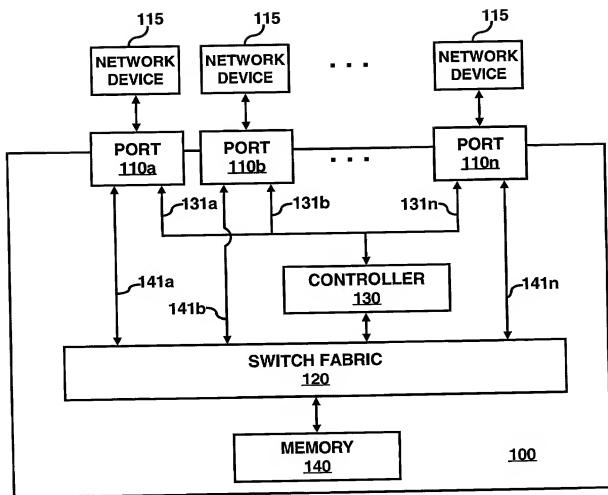 115 115 115
NETWORK DEVICE NETWORK DEVICE NETWORK DEVICE
. . .
PORT 110a PORT 110b . . . PORT 110n
131a 131b 131n
141a
CONTROLLER
130
141b 141n
SWITCH FABRIC
120
MEMORY
140
100